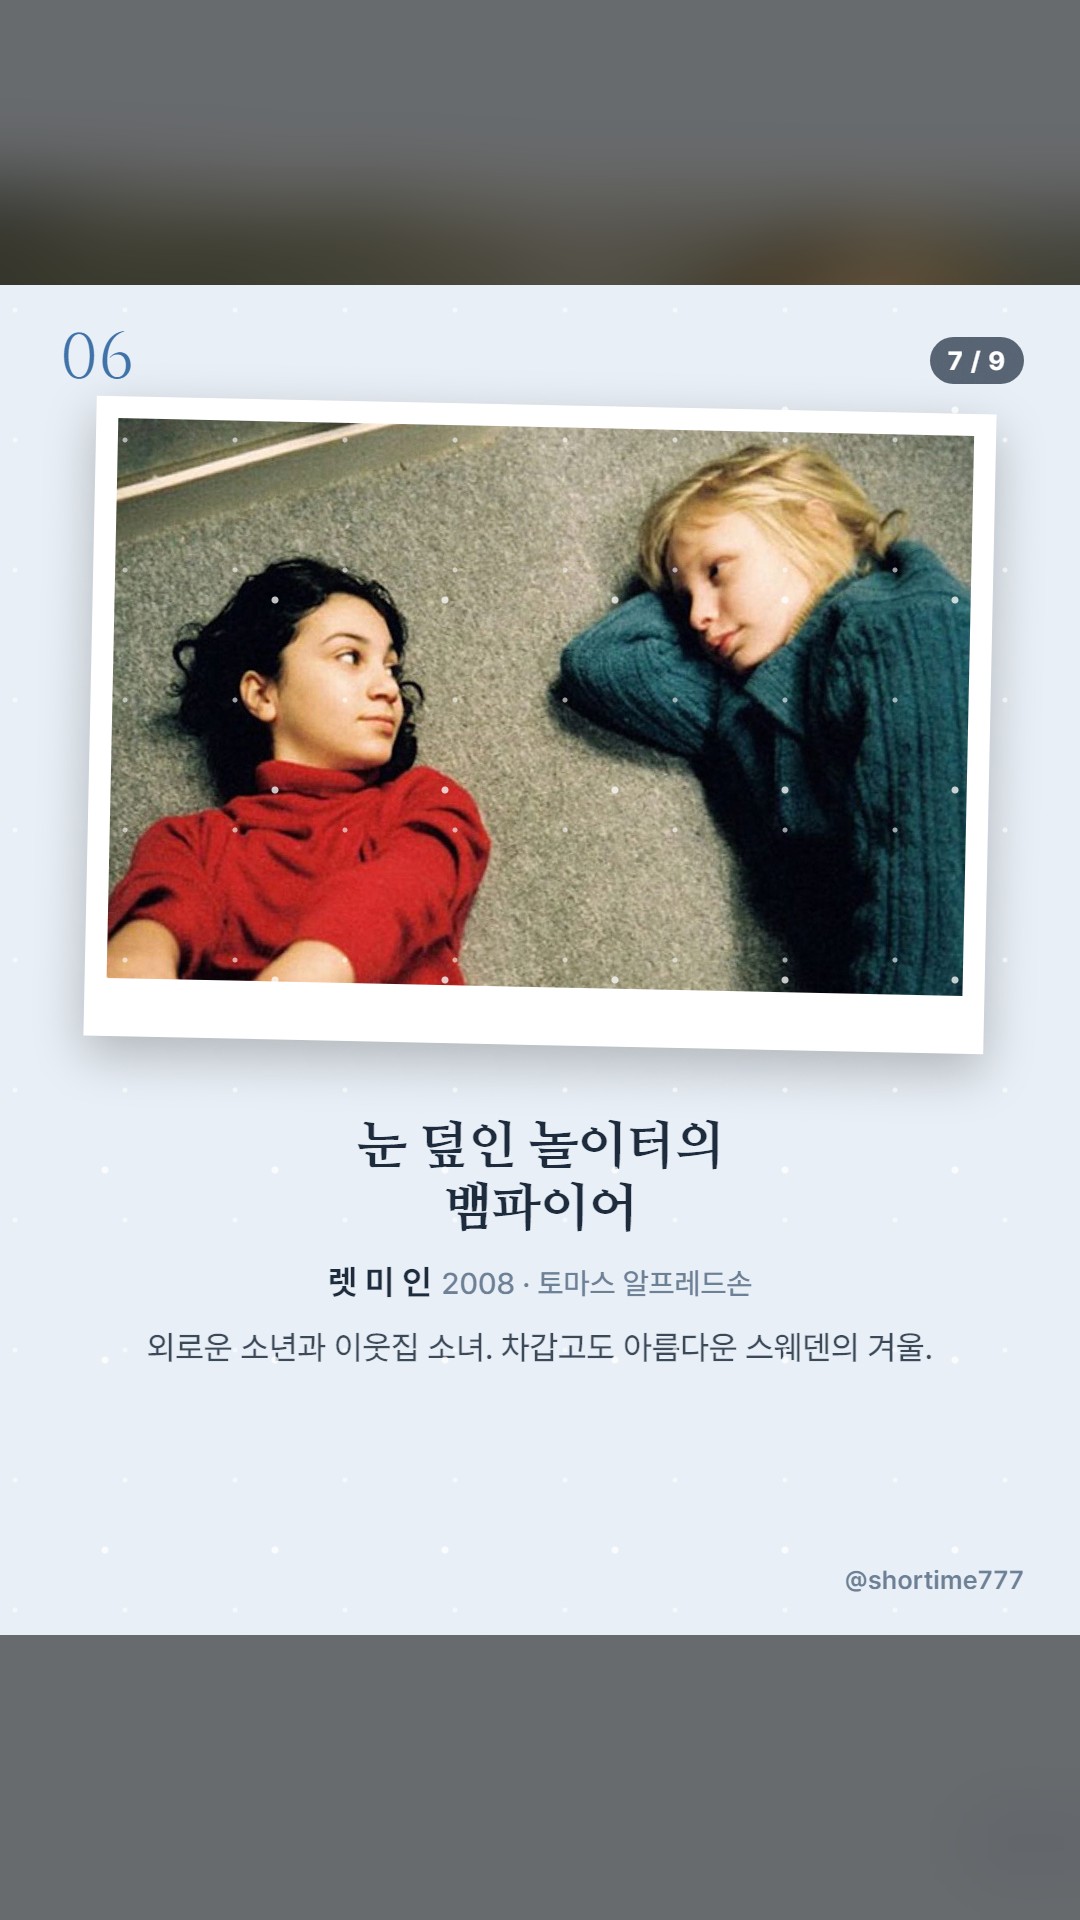 06
7 / 9
눈 덮인 놀이터의
뱀파이어
렛 미 인 2008 · 토마스 알프레드손
외로운 소년과 이웃집 소녀. 차갑고도 아름다운 스웨덴의 겨울.
@shortime777